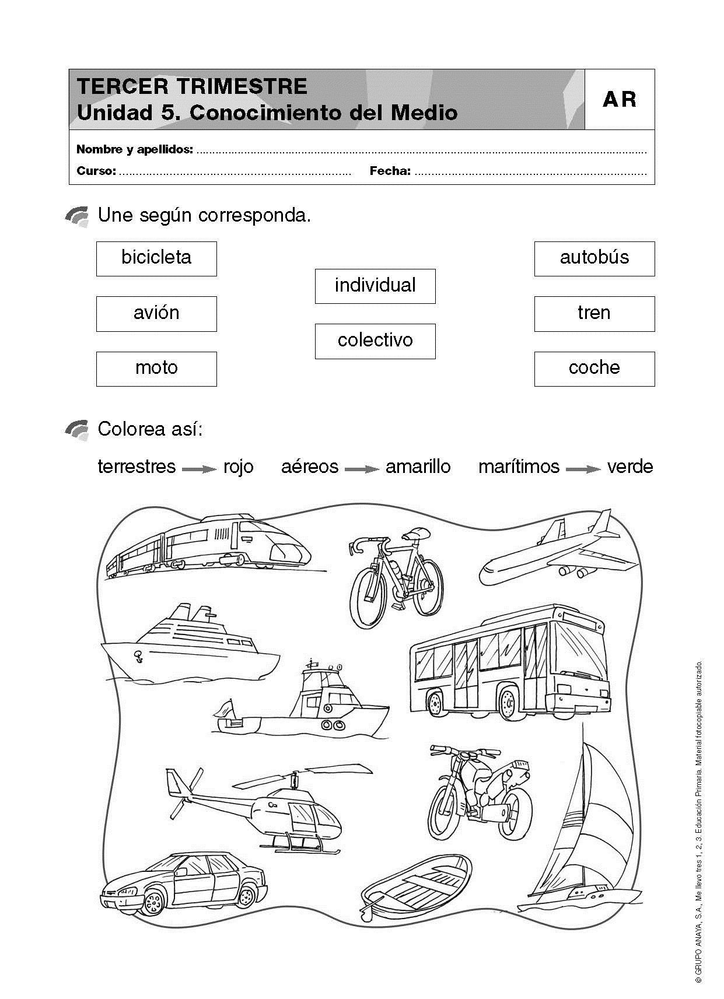 TERCER TRIMESTRE
Unidad 5. Conocimiento del Medio
AR
Nombre y apellidos:
Curso: Fecha:
Une según corresponda.
bicicleta
autobús
individual
avión
tren
colectivo
moto
coche
Colorea así:
terrestres rojo aéreos amarillo marítimos verde
© GRUPO ANAYA, S.A., Me llevo tres 1, 2, 3. Educación Primaria. Material fotocopiable autorizado.